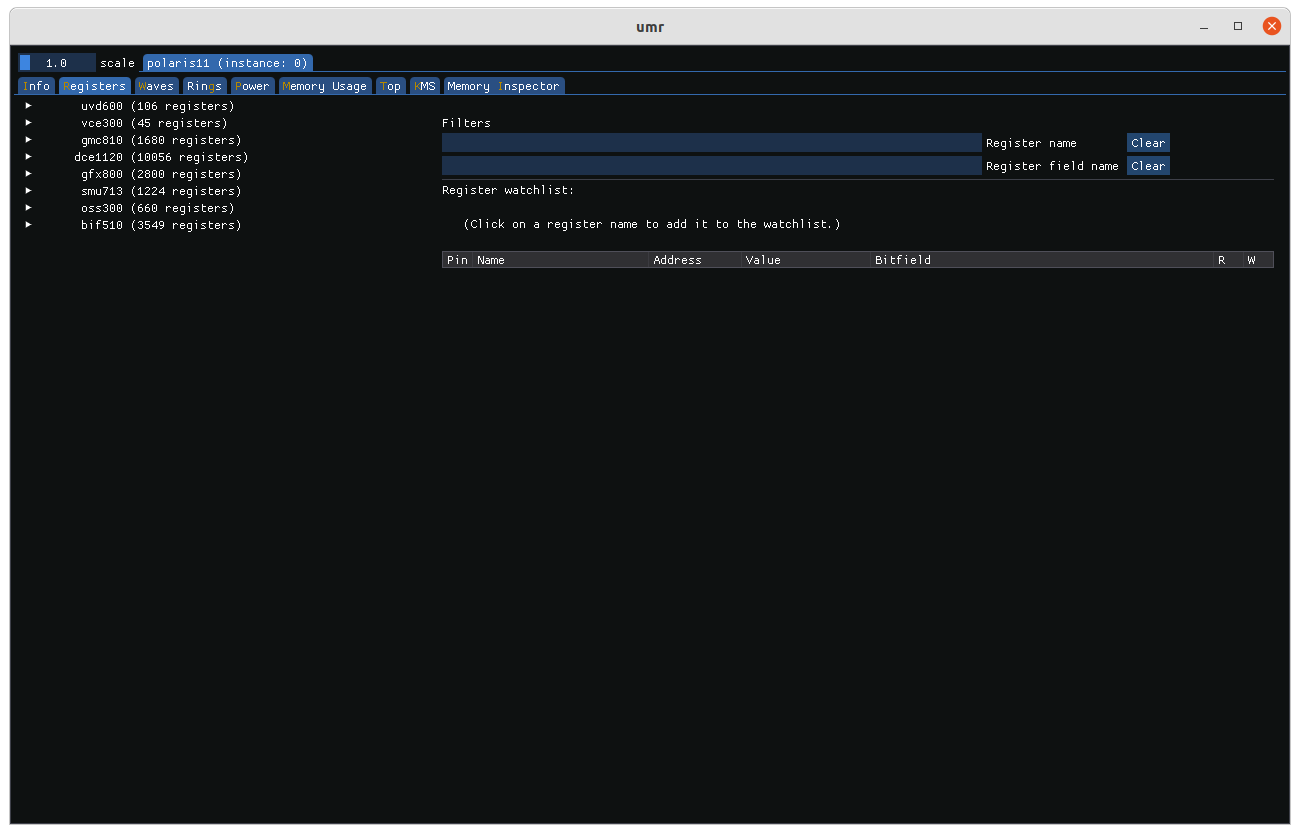 umr
1.0 scale polaris11 (instance: 0)
Info Registers Waves Rings Power Memory Usage Top KMS Memory Inspector
uvd600 (106 registers)
vce300 (45 registers)
gmc810 (1680 registers)
dce1120 (10056 registers)
gfx800 (2800 registers)
smu713 (1224 registers)
oss300 (660 registers)
bif510 (3549 registers)
Filters
Register name Clear
Register field name Clear
Register watchlist:
(Click on a register name to add it to the watchlist.)
Pin Name Address Value Bitfield R W